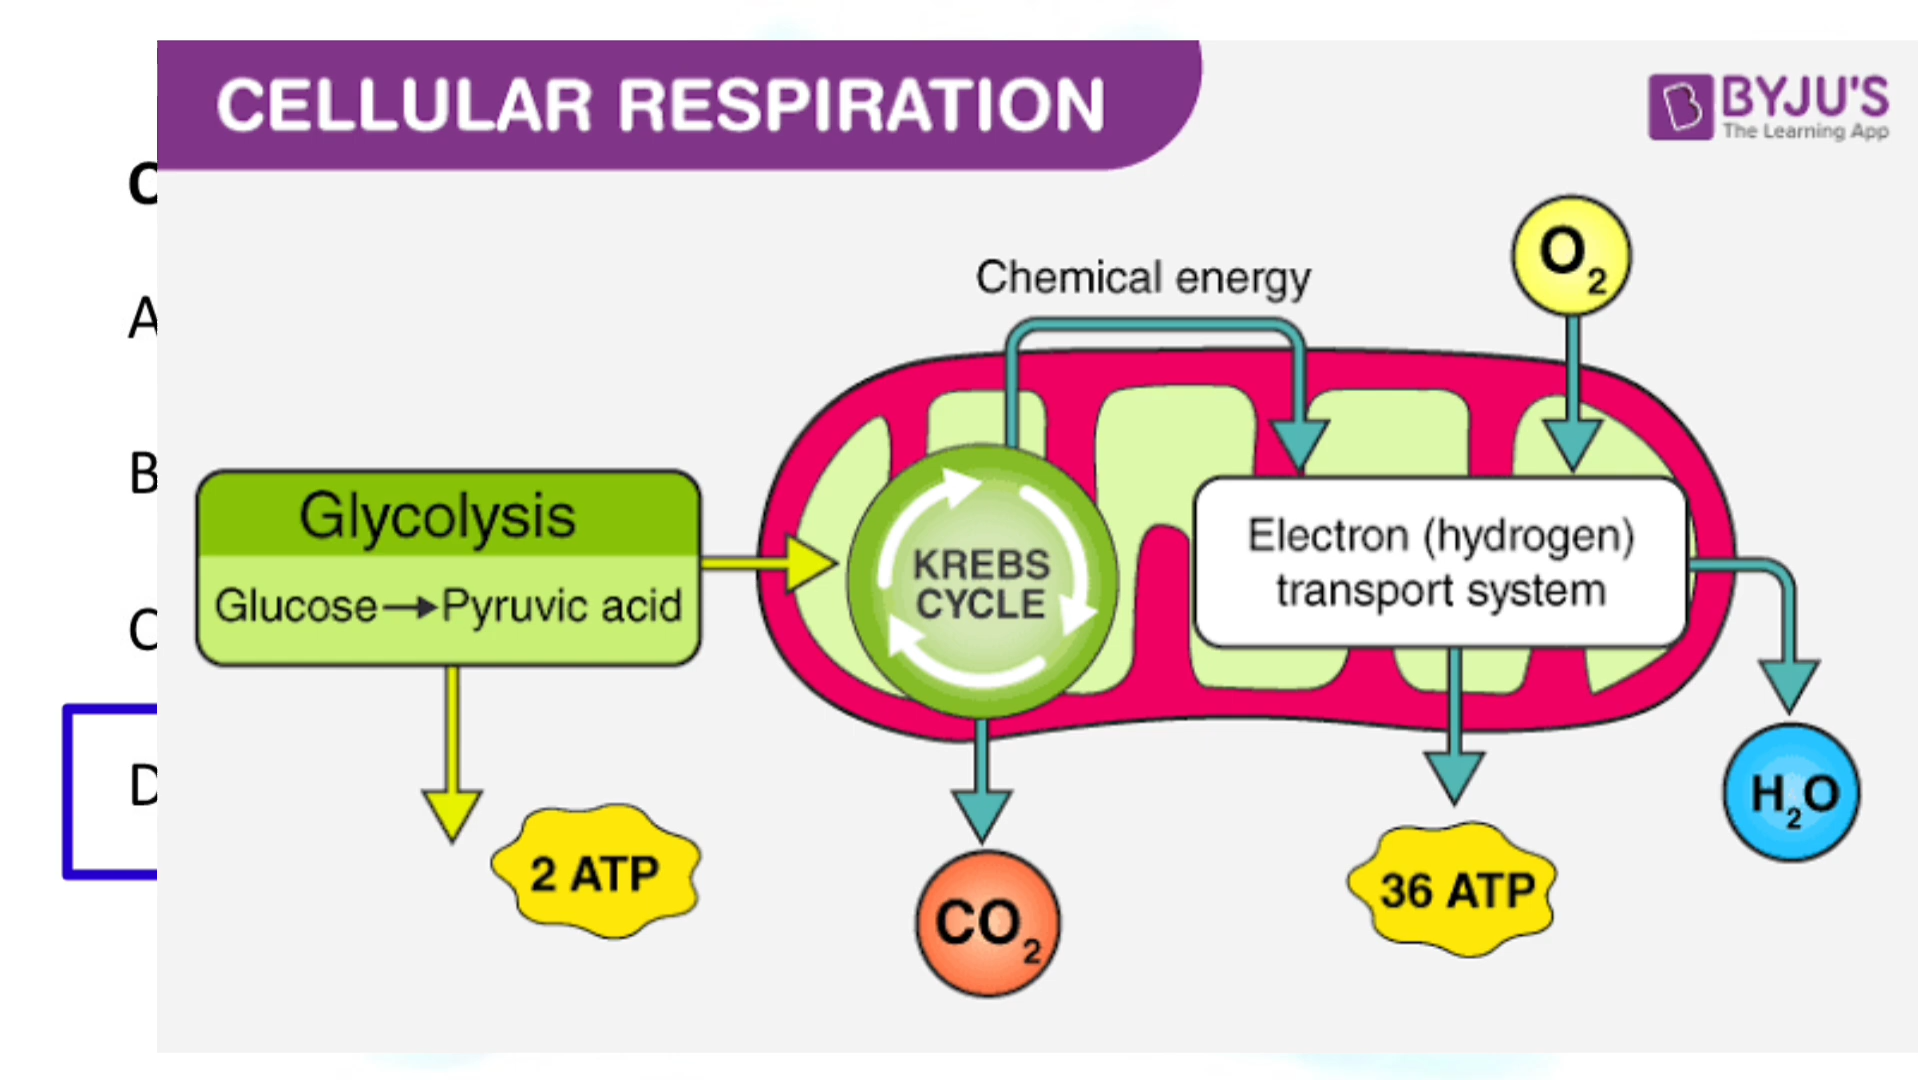 CELLULAR RESPIRATION
BYJU'S
The Learning App
O₂
Chemical energy
Glycolysis
Glucose→Pyruvic acid
KREBS
CYCLE
Electron (hydrogen)
transport system
2 ATP
CO₂
36 ATP
H₂O
A
B
C
D